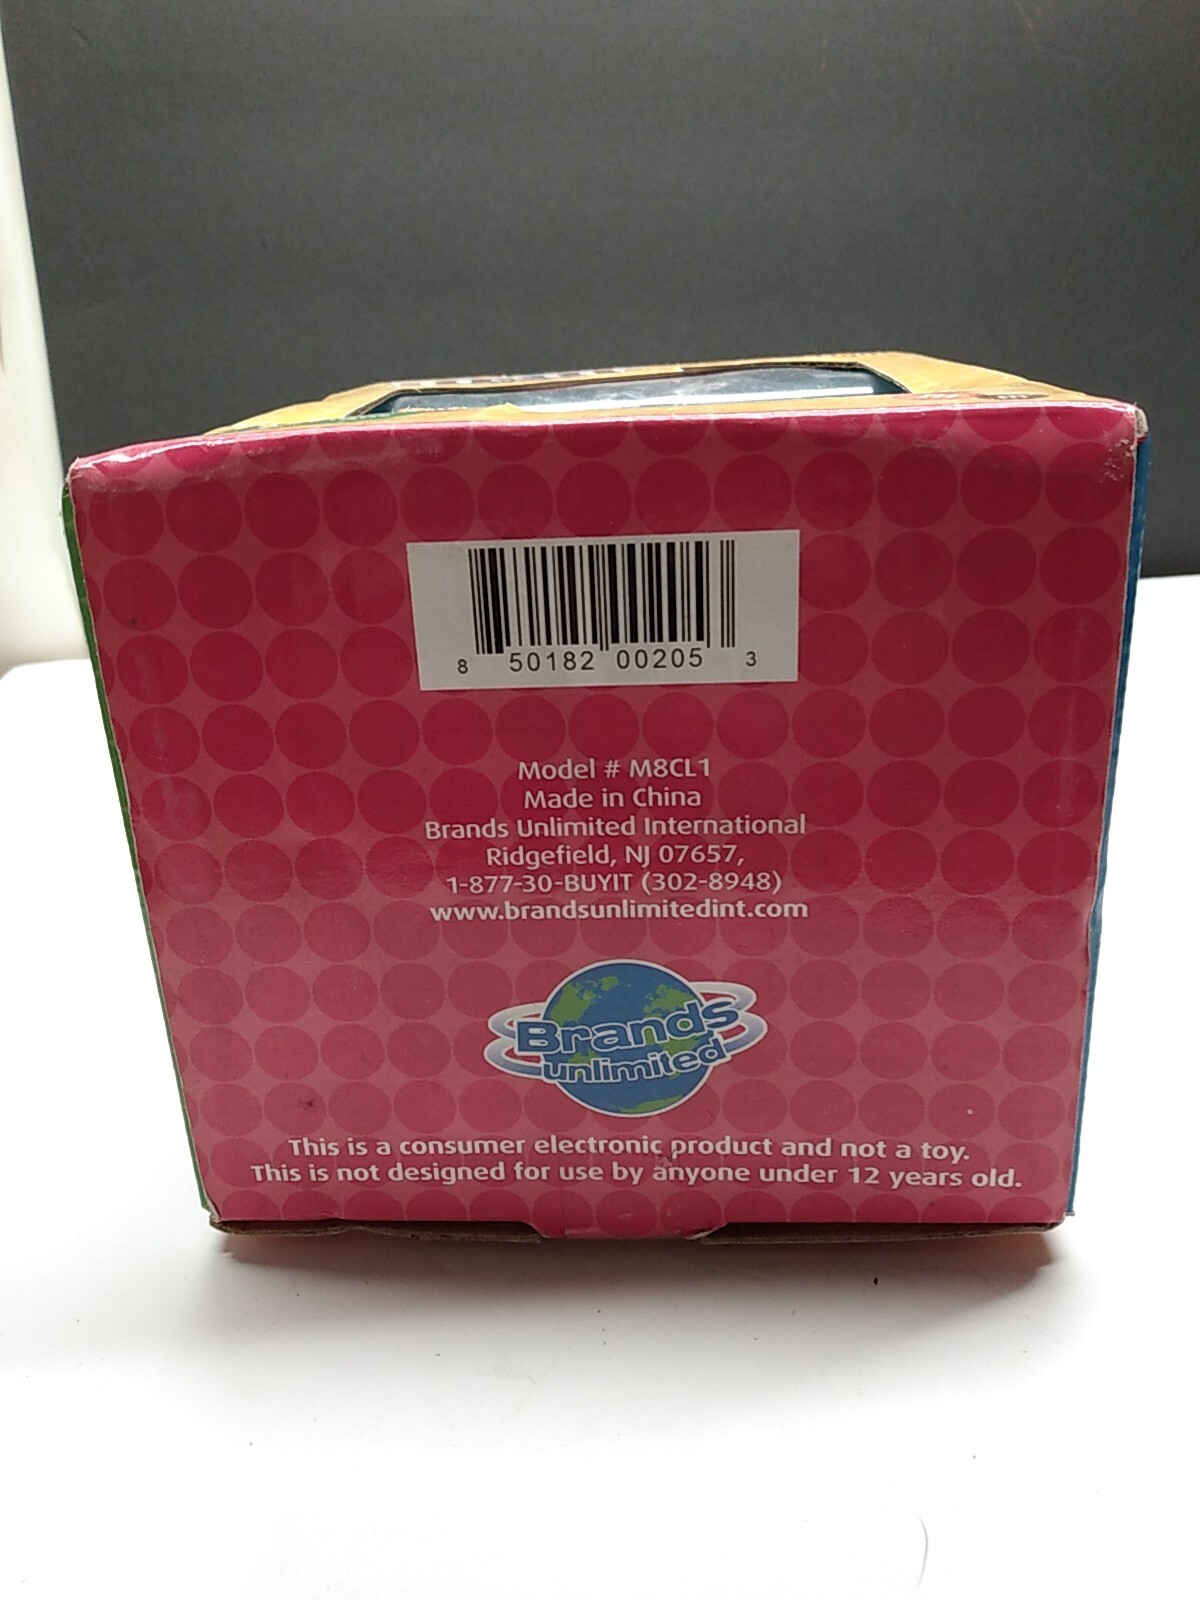 8 50182 00205 3
Model # M8CL1
Made in China
Brands Unlimited International
Ridgefield, NJ 07657,
1-877-30-BUYIT (302-8948)
www.brandsunlimitedint.com
Brands
unlimited
This is a consumer electronic product and not a toy.
This is not designed for use by anyone under 12 years old.